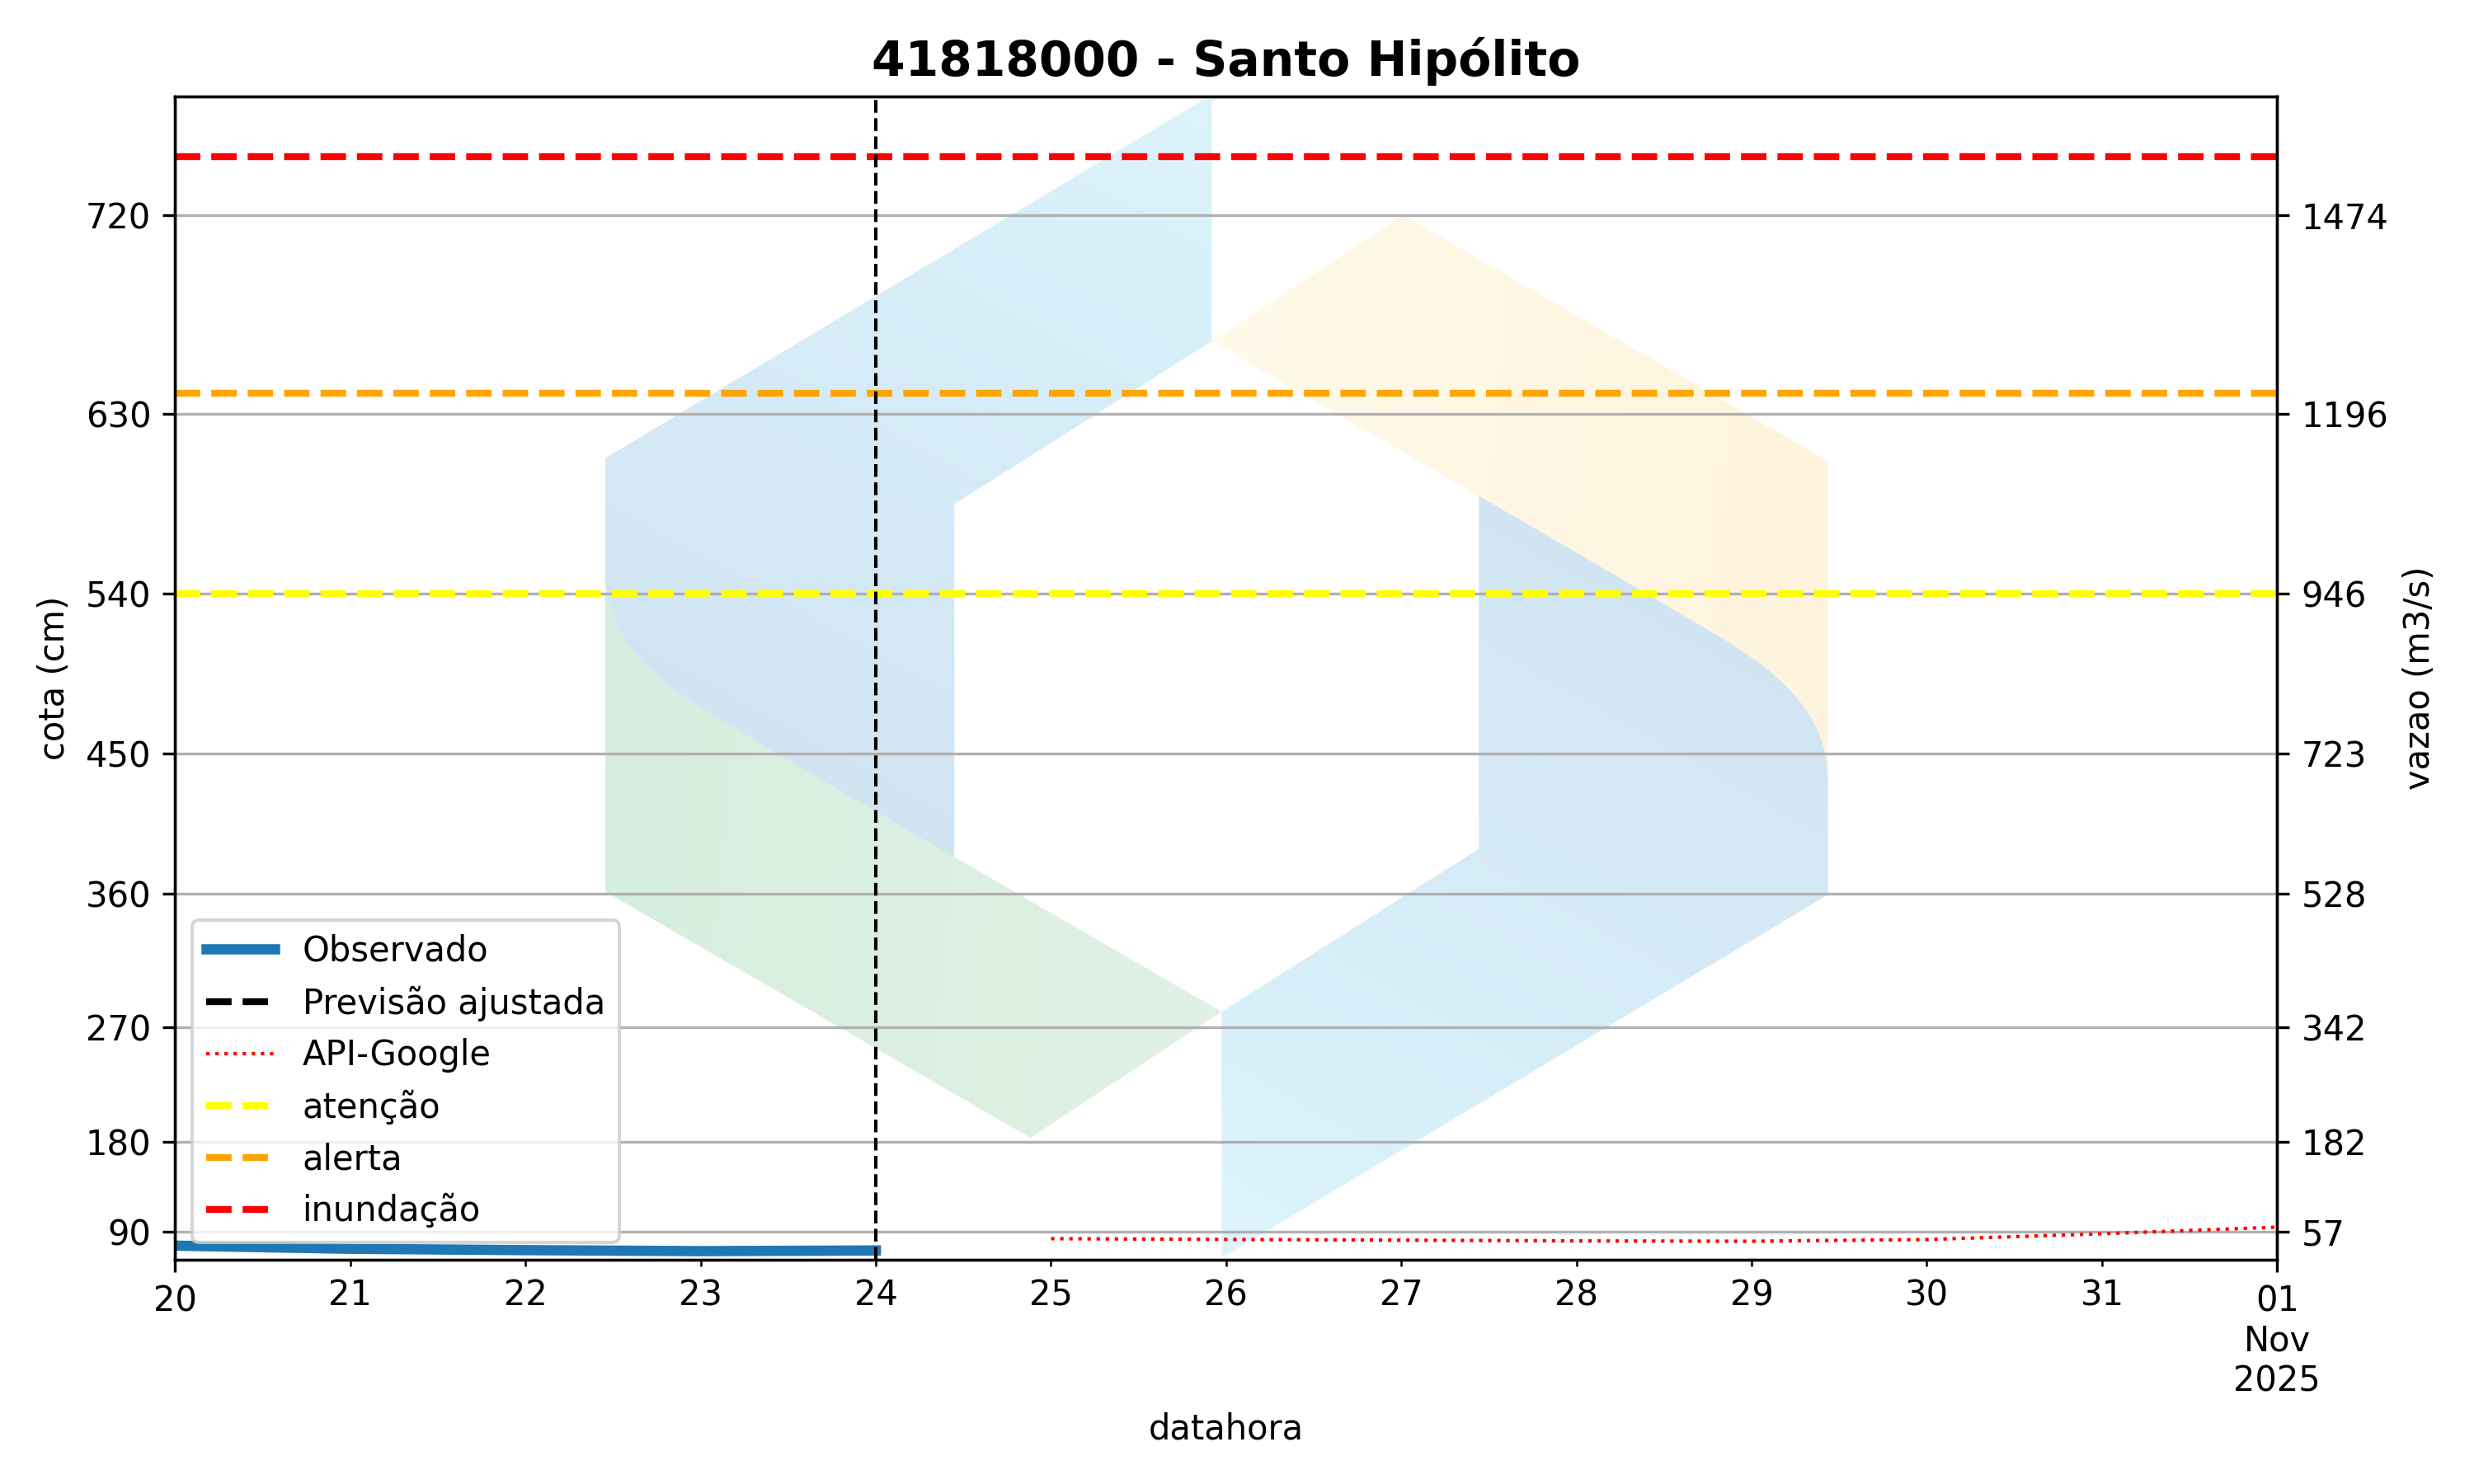 41818000 - Santo Hipólito
720
630
540
450
360
270
180
90
cota (cm)
1474
1196
946
723
528
342
182
57
vazao (m3/s)
Observado
Previsão ajustada
API-Google
atenção
alerta
inundação
20 21 22 23 24 25 26 27 28 29 30 31 01
Nov
2025
datahora